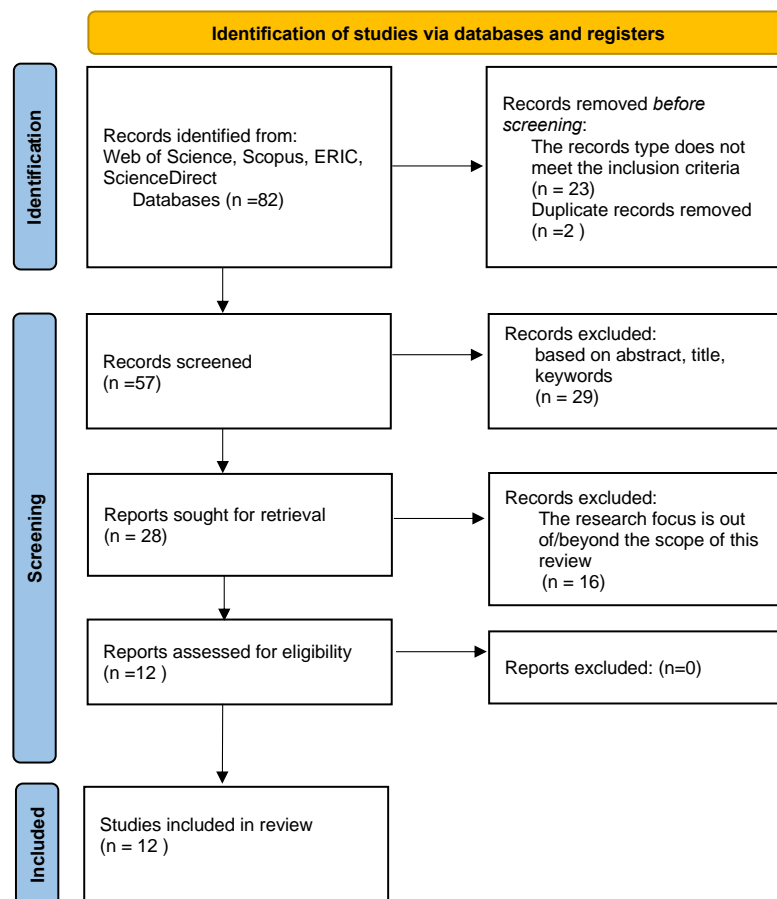 Identification of studies via databases and registers
Identification
Records identified from:
Web of Science, Scopus, ERIC,
ScienceDirect
Databases (n =82)
Records removed before
screening:
The records type does not
meet the inclusion criteria
(n = 23)
Duplicate records removed
(n =2 )
Screening
Records screened
(n =57)
Records excluded:
based on abstract, title,
keywords
(n = 29)
Reports sought for retrieval
(n = 28)
Records excluded:
The research focus is out
of/beyond the scope of this
review
(n = 16)
Reports assessed for eligibility
(n =12 )
Reports excluded: (n=0)
Included
Studies included in review
(n = 12 )